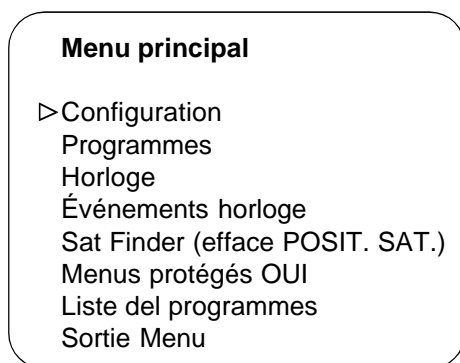 Menu principal
Configuration
Programmes
Horloge
Événements horloge
Sat Finder (efface POSIT. SAT.)
Menus protégés OUI
Liste del programmes
Sortie Menu